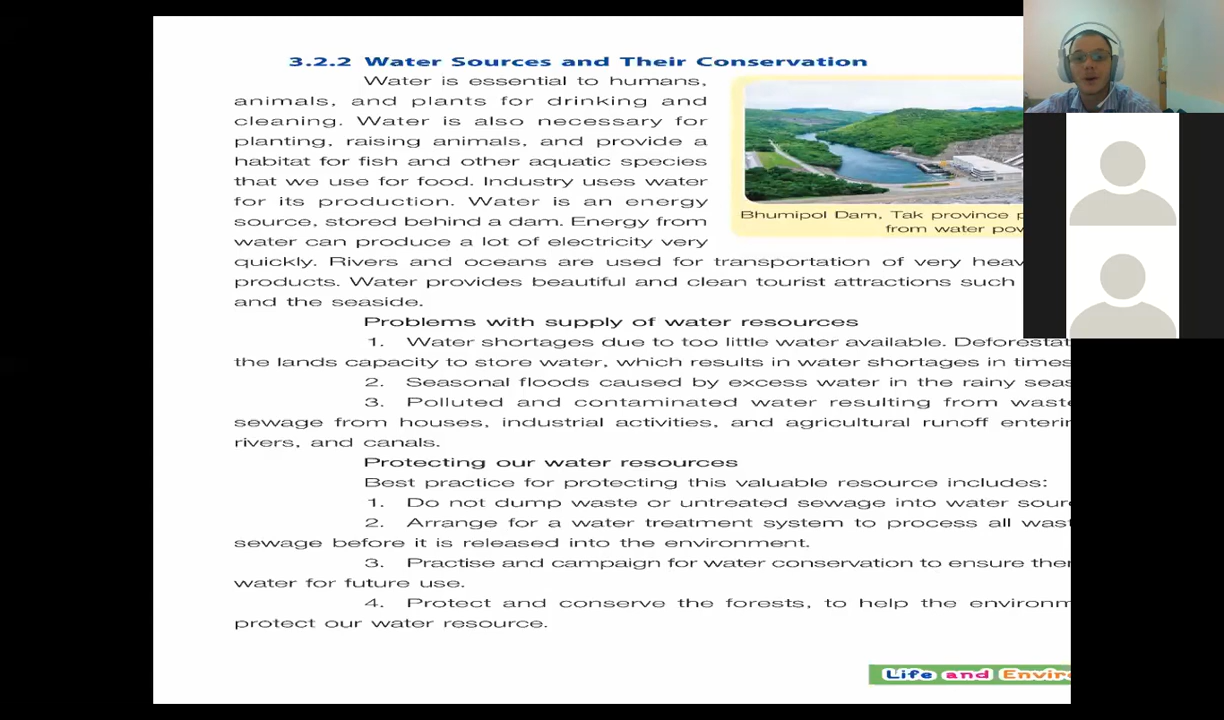 3.2.2 Water Sources and Their Conservation
Water is essential to humans,
animals, and plants for drinking and
cleaning. Water is also necessary for
planting, raising animals, and provide a
habitat for fish and other aquatic species
that we use for food. Industry uses water
for its production. Water is an energy
source, stored behind a dam. Energy from
water can produce a lot of electricity very
quickly. Rivers and oceans are used for transportation of very
products. Water provides beautiful and clean tourist attractions such
and the seaside.
Bhumipol Dam, Tak province
from water
Problems with supply of water resources
1. Water shortages due to too little water available.
the lands capacity to store water, which results in water shortages in times
2. Seasonal floods caused by excess water in the rainy
3. Polluted and contaminated water resulting from
sewage from houses, industrial activities, and agricultural runoff
rivers, and canals.
Protecting our water resources
Best practice for protecting this valuable resource includes:
1. Do not dump waste or untreated sewage into water
2. Arrange for a water treatment system to process all
sewage before it is released into the environment.
3. Practise and campaign for water conservation to ensure
water for future use.
4. Protect and conserve the forests, to help the
protect our water resource.
Life and